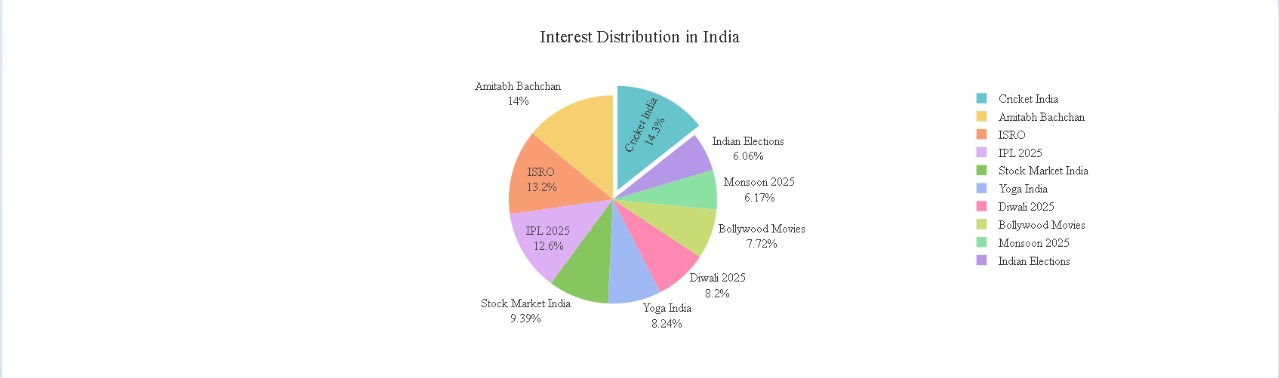 Interest Distribution in India
Amitabh Bachchan
14%
Cricket India
14.3%
Indian Elections
6.06%
ISRO
13.2%
Monsoon 2025
6.17%
IPL 2025
12.6%
Bollywood Movies
7.72%
Diwali 2025
8.2%
Stock Market India
9.39%
Yoga India
8.24%
Cricket India
Amitabh Bachchan
ISRO
IPL 2025
Stock Market India
Yoga India
Diwali 2025
Bollywood Movies
Monsoon 2025
Indian Elections